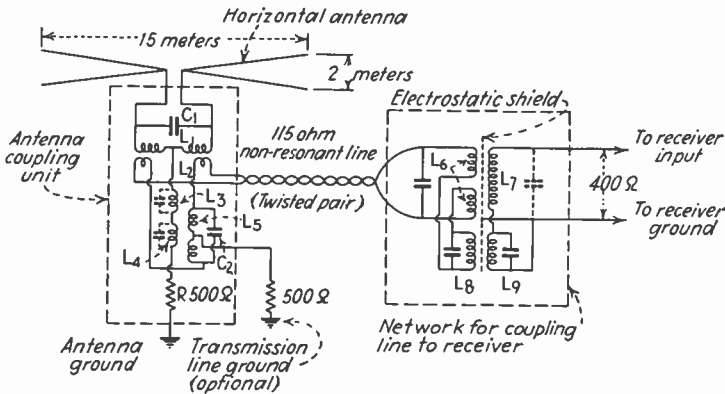 Horizontal antenna
15 meters
2
meters
Electrostatic shield
Antenna
coupling
unit
C1
L1
L2
L3
L4
L5
C2
R 500 Ω
115 ohm
non-resonant line
(Twisted pair)
500 Ω
L6
L7
L8
L9
To receiver
input
400 Ω
To receiver
ground
Antenna
ground
Transmission
line ground
(optional)
Network for coupling
line to receiver